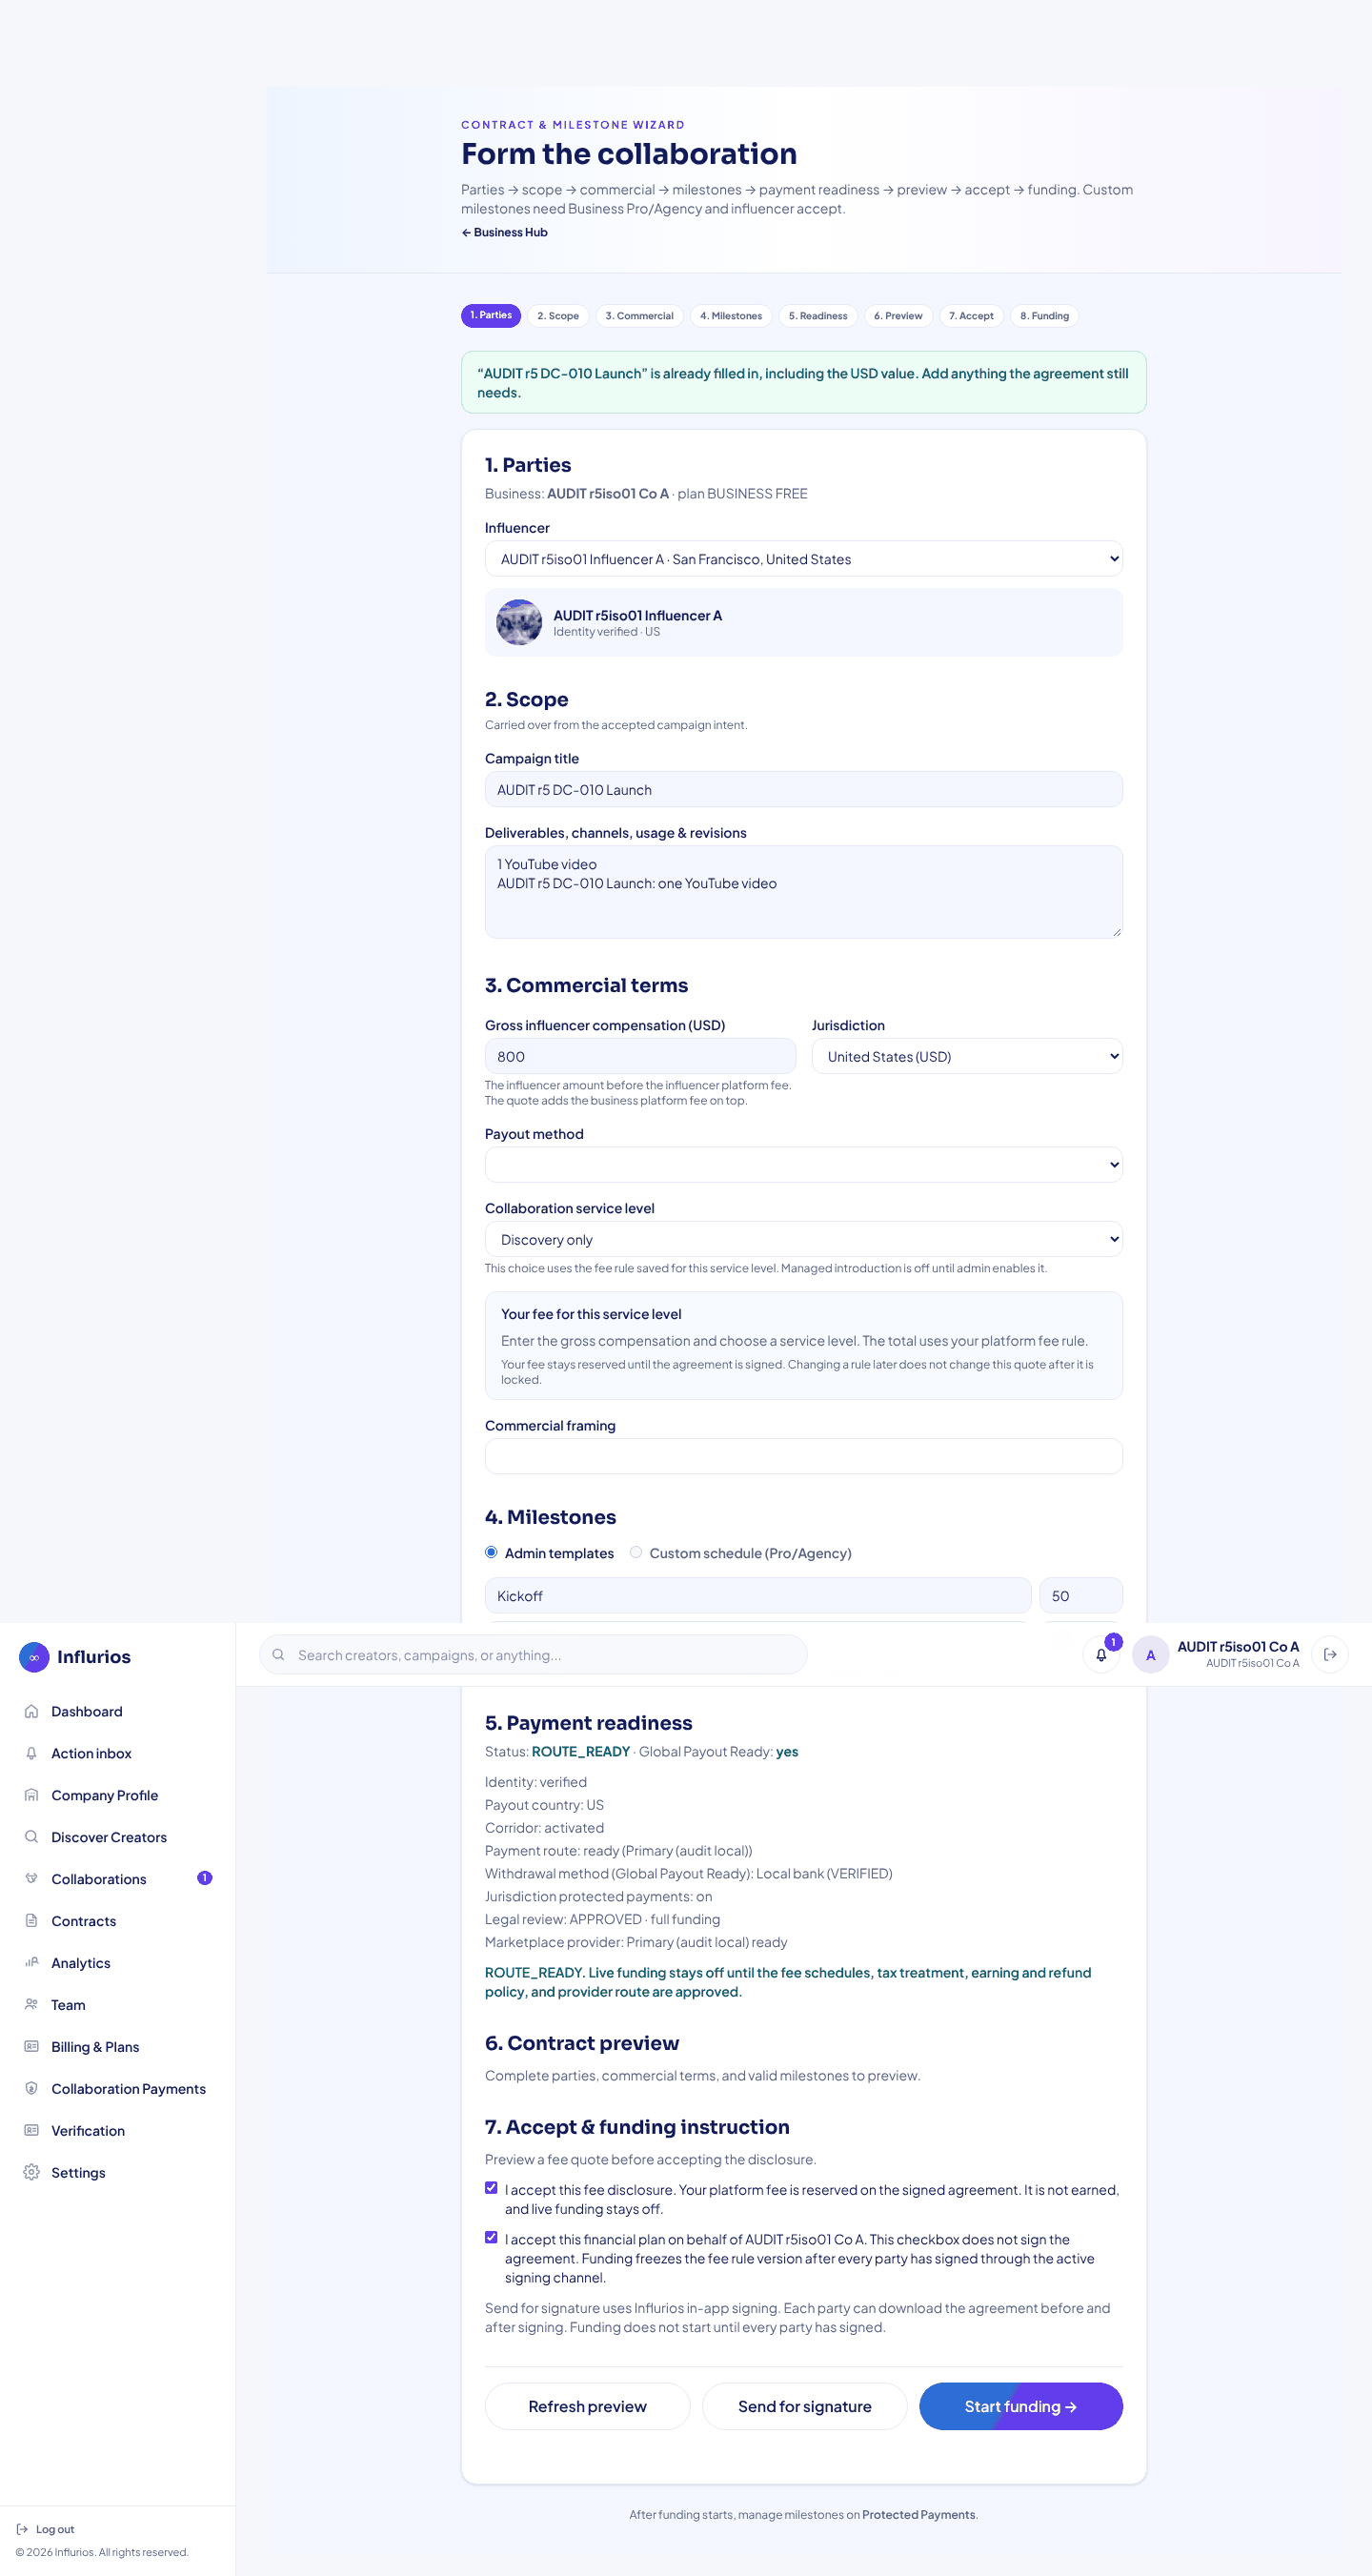 CONTRACT & MILESTONE WIZARD
Form the collaboration
Parties → scope → commercial → milestones → payment readiness → preview → accept → funding. Custom
milestones need Business Pro/Agency and influencer accept.
← Business Hub
1. Parties
2. Scope
3. Commercial
4. Milestones
5. Readiness
6. Preview
7. Accept
8. Funding
“AUDIT r5 DC-010 Launch” is already filled in, including the USD value. Add anything the agreement still
needs.
1. Parties
Business: AUDIT r5iso01 Co A · plan BUSINESS FREE
Influencer
AUDIT r5iso01 Influencer A · San Francisco, United States
AUDIT r5iso01 Influencer A
Identity verified · US
2. Scope
Carried over from the accepted campaign intent.
Campaign title
AUDIT r5 DC-010 Launch
Deliverables, channels, usage & revisions
1 YouTube video
AUDIT r5 DC-010 Launch: one YouTube video
3. Commercial terms
Gross influencer compensation (USD)
800
The influencer amount before the influencer platform fee.
The quote adds the business platform fee on top.
Jurisdiction
United States (USD)
Payout method
Collaboration service level
Discovery only
This choice uses the fee rule saved for this service level. Managed introduction is off until admin enables it.
Your fee for this service level
Enter the gross compensation and choose a service level. The total uses your platform fee rule.
Your fee stays reserved until the agreement is signed. Changing a rule later does not change this quote after it is
locked.
Commercial framing
4. Milestones
Admin templates
Custom schedule (Pro/Agency)
Kickoff
50
Influrios
Search creators, campaigns, or anything...
1
A
AUDIT r5iso01 Co A
AUDIT r5iso01 Co A
Dashboard
Action inbox
Company Profile
Discover Creators
Collaborations
1
Contracts
Analytics
Team
Billing & Plans
Collaboration Payments
Verification
Settings
5. Payment readiness
Status: ROUTE_READY · Global Payout Ready: yes
Identity: verified
Payout country: US
Corridor: activated
Payment route: ready (Primary (audit local))
Withdrawal method (Global Payout Ready): Local bank (VERIFIED)
Jurisdiction protected payments: on
Legal review: APPROVED · full funding
Marketplace provider: Primary (audit local) ready
ROUTE_READY. Live funding stays off until the fee schedules, tax treatment, earning and refund
policy, and provider route are approved.
6. Contract preview
Complete parties, commercial terms, and valid milestones to preview.
7. Accept & funding instruction
Preview a fee quote before accepting the disclosure.
I accept this fee disclosure. Your platform fee is reserved on the signed agreement. It is not earned,
and live funding stays off.
I accept this financial plan on behalf of AUDIT r5iso01 Co A. This checkbox does not sign the
agreement. Funding freezes the fee rule version after every party has signed through the active
signing channel.
Send for signature uses Influrios in-app signing. Each party can download the agreement before and
after signing. Funding does not start until every party has signed.
Refresh preview
Send for signature
Start funding →
After funding starts, manage milestones on Protected Payments.
Log out
© 2026 Influrios. All rights reserved.